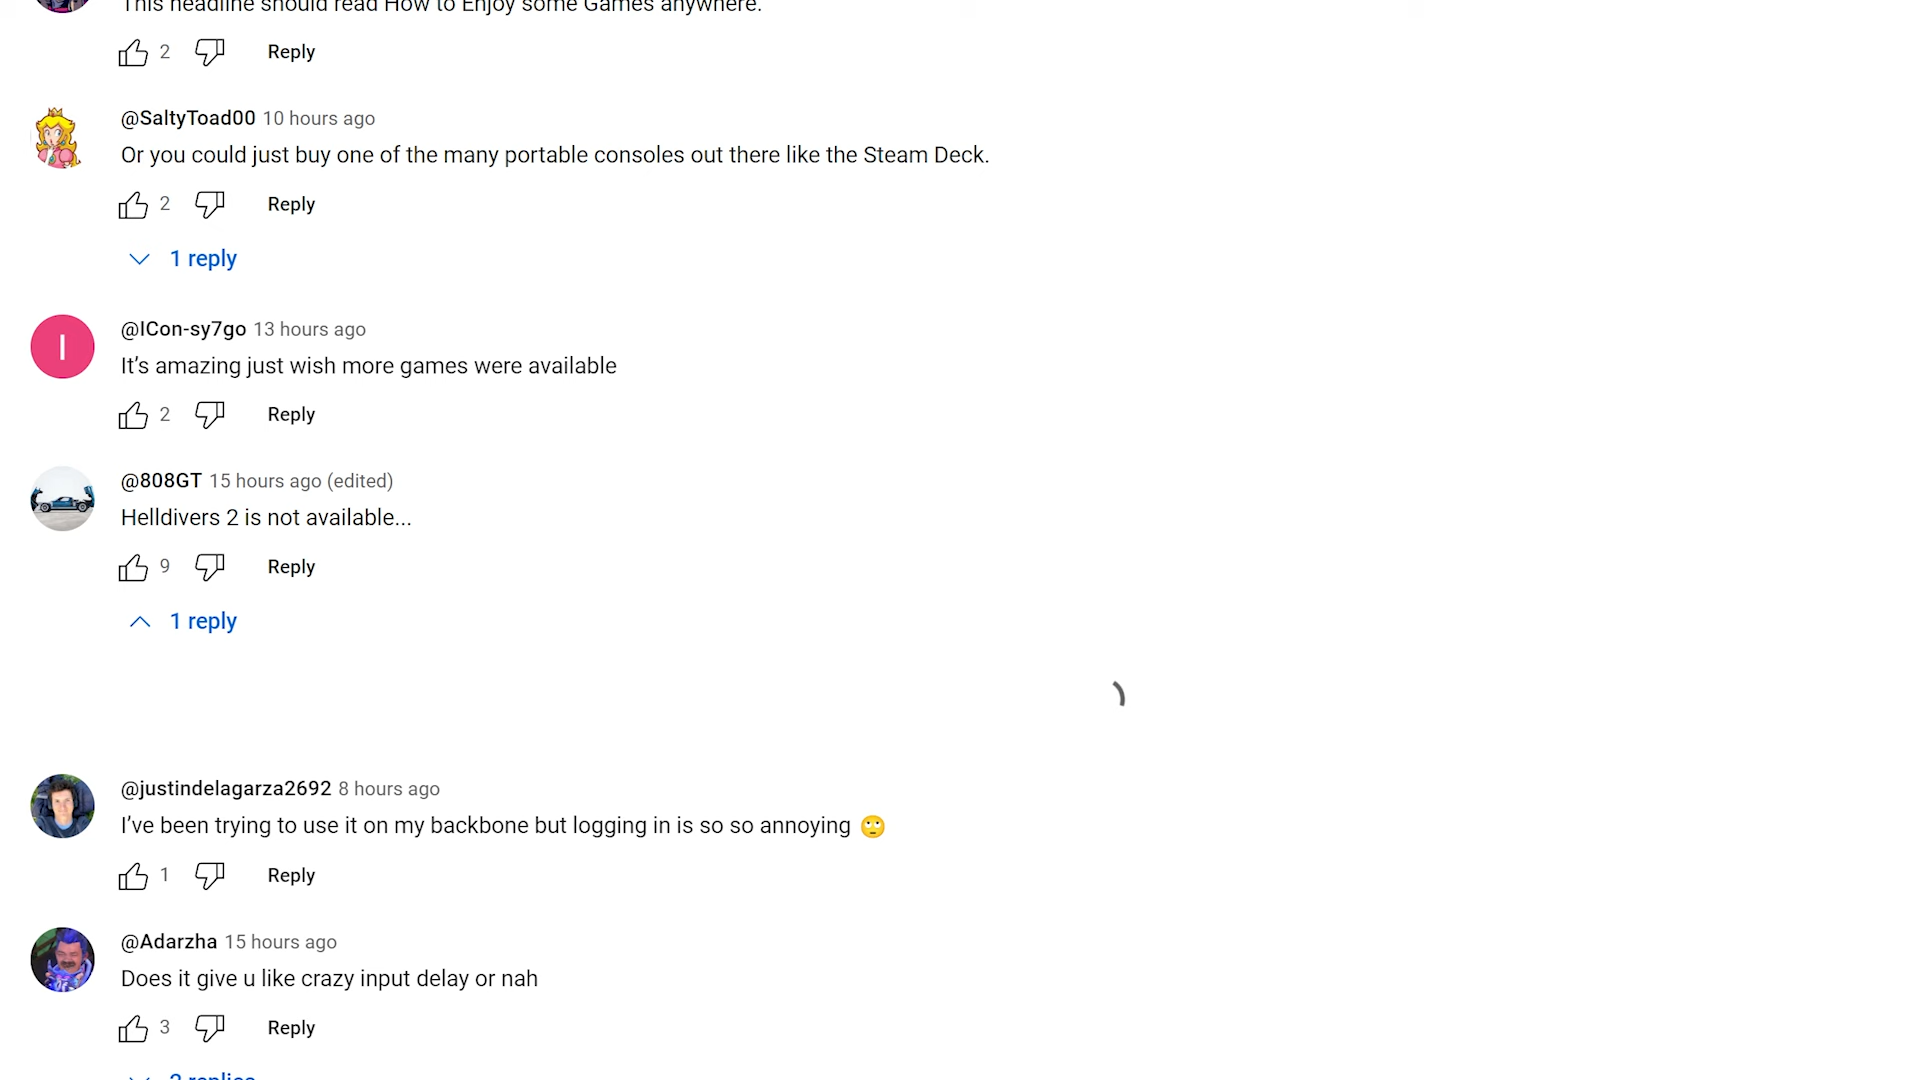 This headline should read How to Enjoy some Games anywhere.
2 Reply
@SaltyToad00 10 hours ago
Or you could just buy one of the many portable consoles out there like the Steam Deck.
2 Reply
1 reply
I
@ICon-sy7go 13 hours ago
It’s amazing just wish more games were available
2 Reply
@808GT 15 hours ago (edited)
Helldivers 2 is not available...
9 Reply
1 reply
@justindelagarza2692 8 hours ago
I’ve been trying to use it on my backbone but logging in is so so annoying 🙄
1 Reply
@Adarzha 15 hours ago
Does it give u like crazy input delay or nah
3 Reply
2 replies